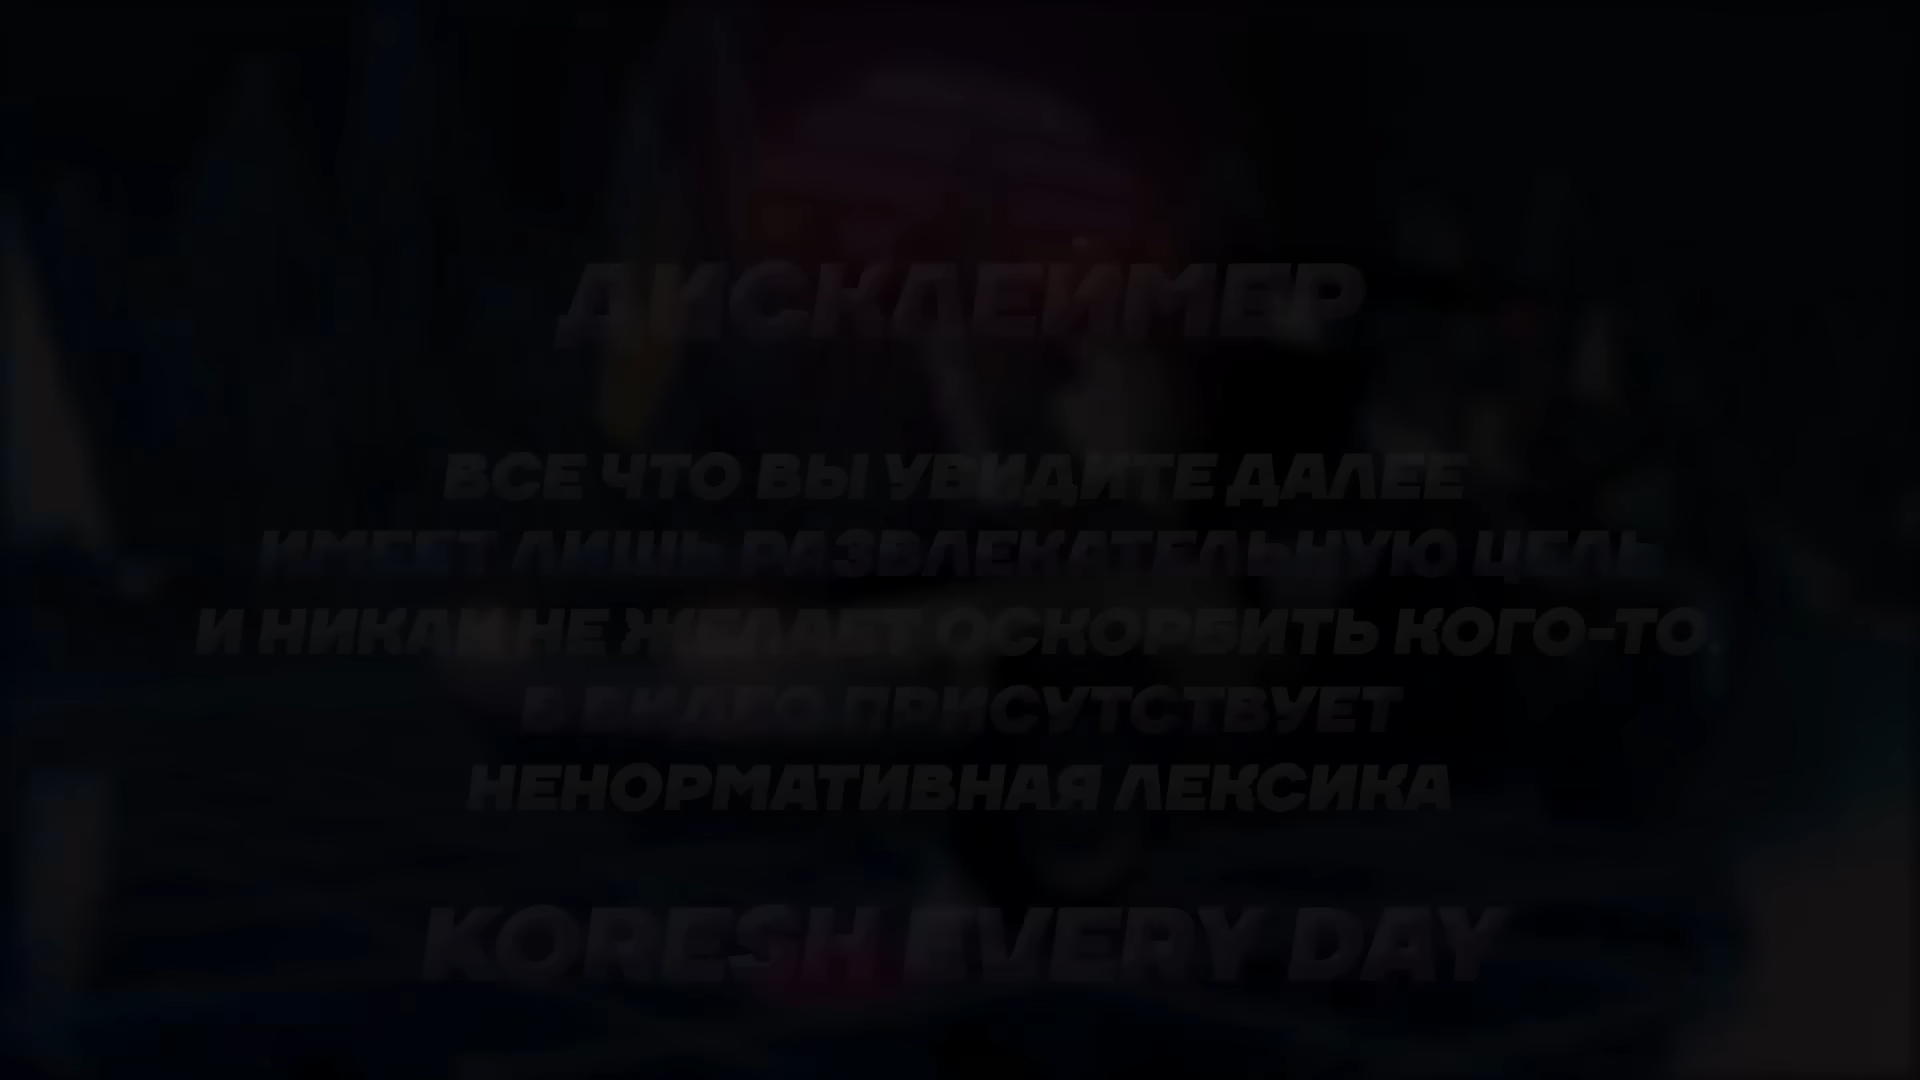 ДИСКЛЕЙМЕР
ВСЕ ЧТО ВЫ УВИДИТЕ ДАЛЕЕ
ИМЕЕТ ЛИШЬ РАЗВЛЕКАТЕЛЬНУЮ ЦЕЛЬ
И НИКАК НЕ ЖЕЛАЕТ ОСКОРБИТЬ КОГО-ТО.
В ВИДЕО ПРИСУТСТВУЕТ
НЕНОРМАТИВНАЯ ЛЕКСИКА
KORESH EVERY DAY